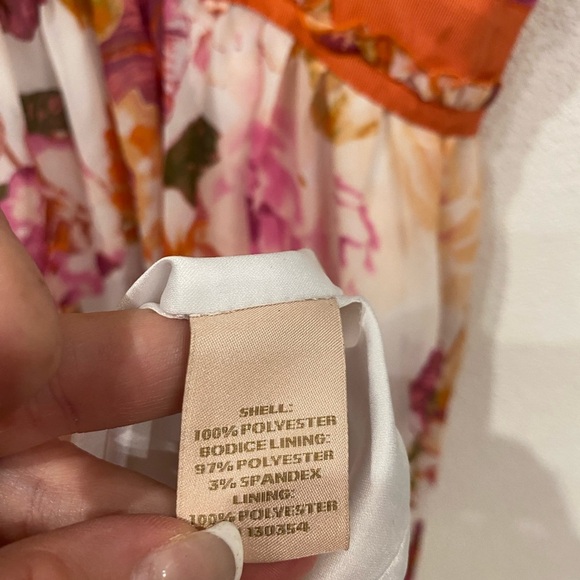 SHELL:
100% POLYESTER
BODICE LINING:
97% POLYESTER
3% SPANDEX
LINING:
100% POLYESTER
130354